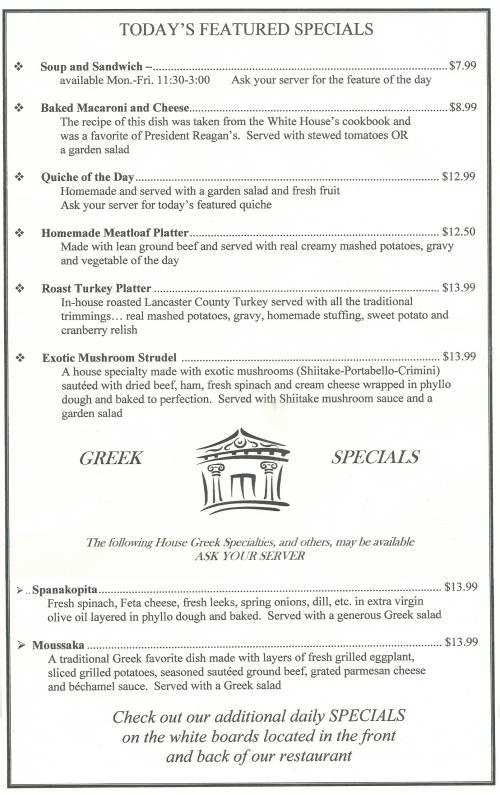 TODAY'S FEATURED SPECIALS
❖ Soup and Sandwich –............................................................$7.99
available Mon.-Fri. 11:30-3:00 Ask your server for the feature of the day
❖ Baked Macaroni and Cheese............................................................$8.99
The recipe of this dish was taken from the White House's cookbook and
was a favorite of President Reagan's. Served with stewed tomatoes OR
a garden salad
❖ Quiche of the Day............................................................ $12.99
Homemade and served with a garden salad and fresh fruit
Ask your server for today's featured quiche
❖ Homemade Meatloaf Platter............................................................ $12.50
Made with lean ground beef and served with real creamy mashed potatoes, gravy
and vegetable of the day
❖ Roast Turkey Platter ............................................................ $13.99
In-house roasted Lancaster County Turkey served with all the traditional
trimmings… real mashed potatoes, gravy, homemade stuffing, sweet potato and
cranberry relish
❖ Exotic Mushroom Strudel ............................................................ $13.99
A house specialty made with exotic mushrooms (Shiitake-Portabello-Crimini)
sautéed with dried beef, ham, fresh spinach and cream cheese wrapped in phyllo
dough and baked to perfection. Served with Shiitake mushroom sauce and a
garden salad
GREEK SPECIALS
The following House Greek Specialties, and others, may be available
ASK YOUR SERVER
➢ ..Spanakopita............................................................ $13.99
Fresh spinach, Feta cheese, fresh leeks, spring onions, dill, etc. in extra virgin
olive oil layered in phyllo dough and baked. Served with a generous Greek salad
➢ Moussaka ............................................................$13.99
A traditional Greek favorite dish made with layers of fresh grilled eggplant,
sliced grilled potatoes, seasoned sautéed ground beef, grated parmesan cheese
and béchamel sauce. Served with a Greek salad
Check out our additional daily SPECIALS
on the white boards located in the front
and back of our restaurant